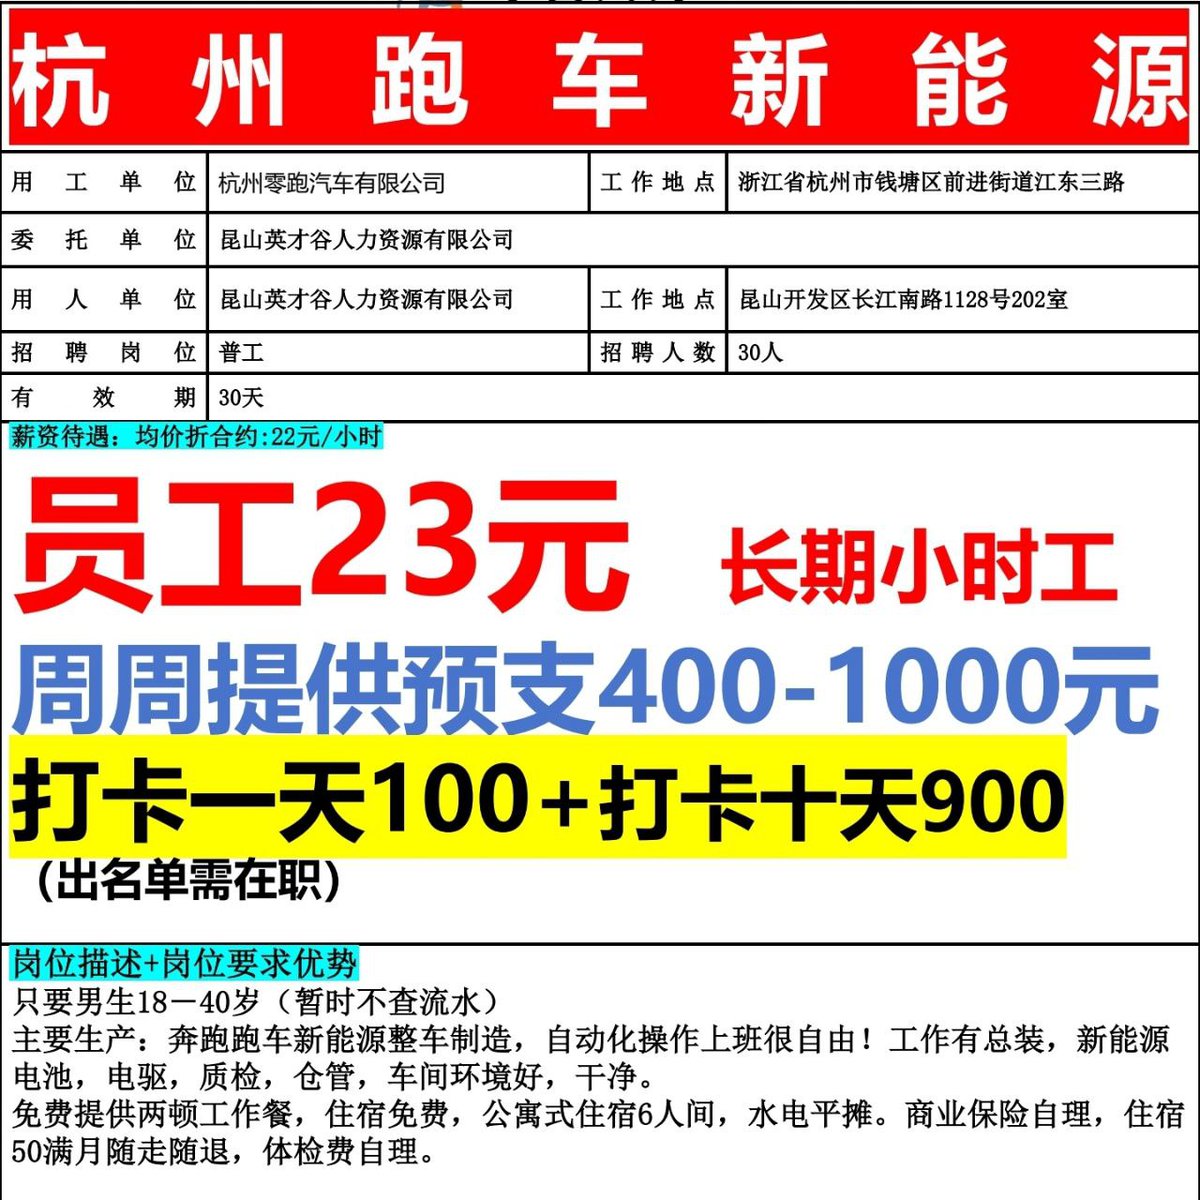 杭州跑车新能源
用工单位 杭州零跑汽车有限公司 工作地点 浙江省杭州市钱塘区前进街道江东三路
委托单位 昆山英才谷人力资源有限公司
用人单位 昆山英才谷人力资源有限公司 工作地点 昆山开发区长江南路1128号202室
招聘岗位 普工 招聘人数 30人
有效期 30天
薪资待遇：均价折合约:22元/小时
员工23元 长期小时工
周周提供预支400-1000元
打卡一天100+打卡十天900
（出名单需在职）
岗位描述+岗位要求优势
只要男生18－40岁（暂时不查流水）
主要生产：奔跑跑车新能源整车制造，自动化操作上班很自由！工作有总装，新能源
电池，电驱，质检，仓管，车间环境好，干净。
免费提供两顿工作餐，住宿免费，公寓式住宿6人间，水电平摊。商业保险自理，住宿
50满月随走随退，体检费自理。